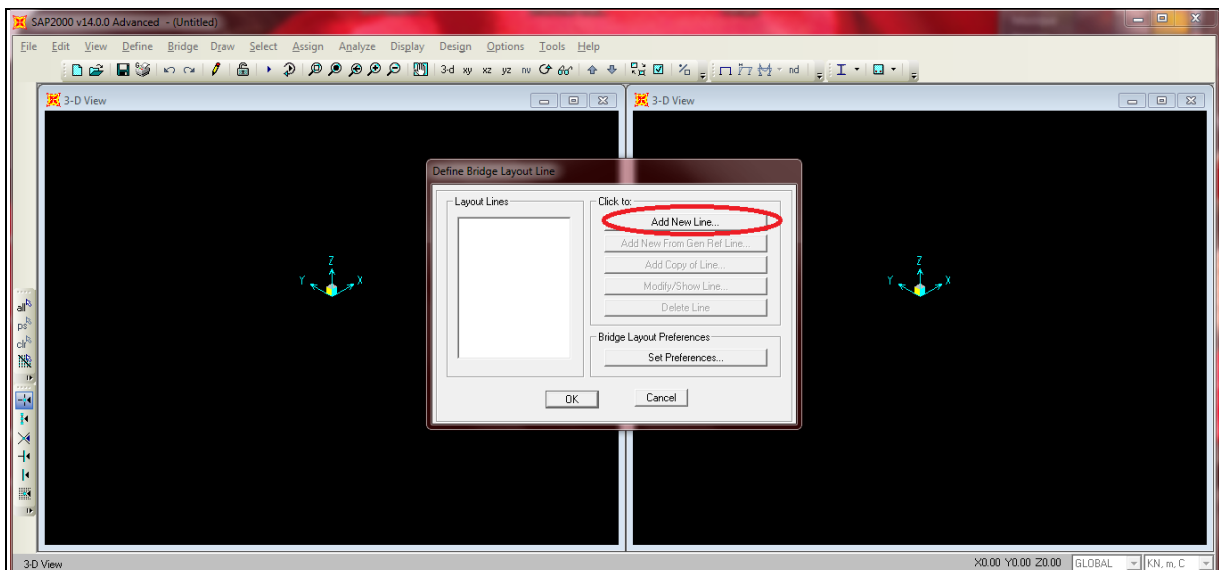 SAP2000 v14.0.0 Advanced - (Untitled)
File Edit View Define Bridge Draw Select Assign Analyze Display Design Options Tools Help
3-d xy xz yz nv nd
3-D View
3-D View
Define Bridge Layout Line
Layout Lines
Click to:
Add New Line...
Add New From Gen Ref Line...
Add Copy of Line...
Modify/Show Line...
Delete Line
Bridge Layout Preferences
Set Preferences...
OK
Cancel
Z
Y X
Z
Y X
all
ps
clr
3-D View
X0.00 Y0.00 Z0.00
GLOBAL
KN, m, C